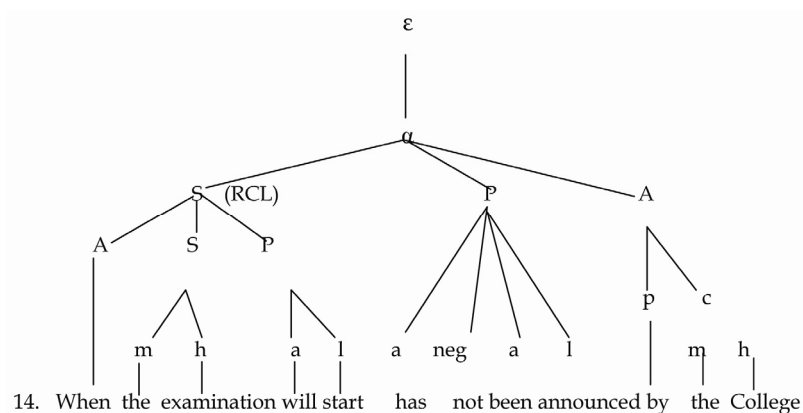 ε
α
S (RCL) P A
A S P
p c
m h a l a neg a l m h
14. When the examination will start has not been announced by the College